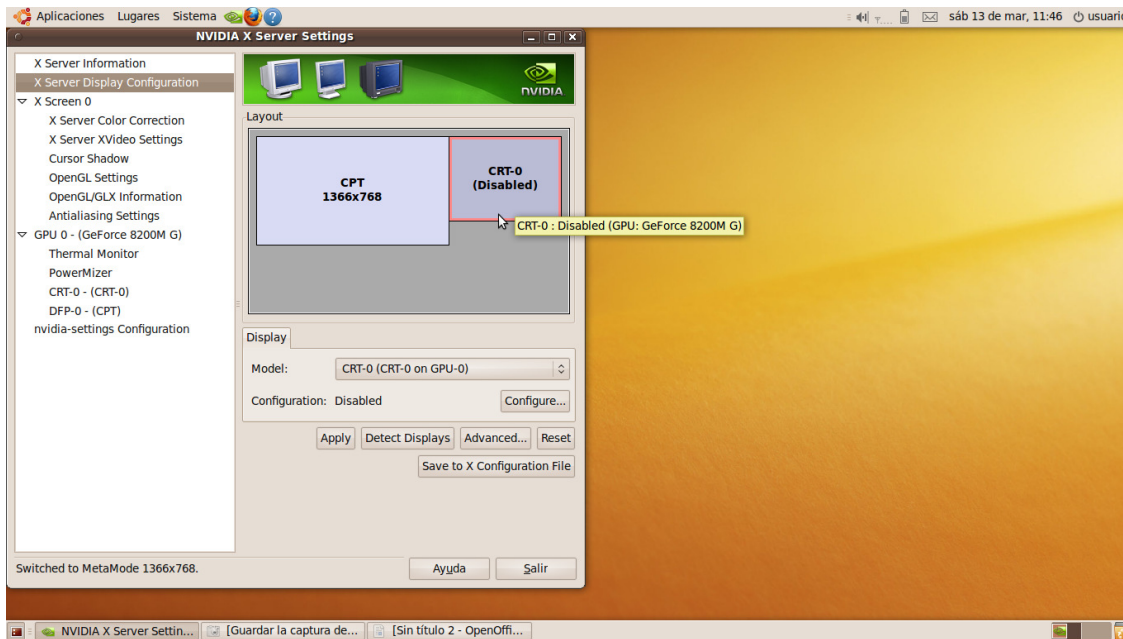 Aplicaciones Lugares Sistema
sáb 13 de mar, 11:46 usuario
NVIDIA X Server Settings
X Server Information
X Server Display Configuration
X Screen 0
X Server Color Correction
X Server XVideo Settings
Cursor Shadow
OpenGL Settings
OpenGL/GLX Information
Antialiasing Settings
GPU 0 - (GeForce 8200M G)
Thermal Monitor
PowerMizer
CRT-0 - (CRT-0)
DFP-0 - (CPT)
nvidia-settings Configuration
NVIDIA
Layout
CPT
1366x768
CRT-0
(Disabled)
CRT-0 : Disabled (GPU: GeForce 8200M G)
Display
Model: CRT-0 (CRT-0 on GPU-0)
Configuration: Disabled Configure...
Apply Detect Displays Advanced... Reset
Save to X Configuration File
Switched to MetaMode 1366x768.
Ayuda Salir
NVIDIA X Server Settin... [Guardar la captura de... [Sin título 2 - OpenOffi...